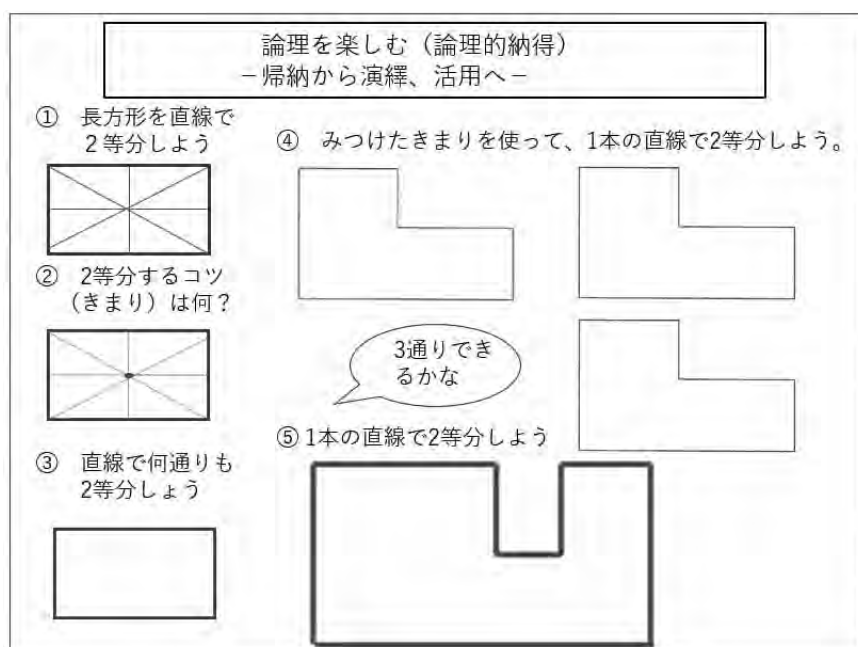 論理を楽しむ（論理的納得）
－帰納から演繹、活用へ－
① 長方形を直線で
２等分しよう
② 2等分するコツ
（きまり）は何？
③ 直線で何通りも
2等分しょう
④ みつけたきまりを使って、1本の直線で2等分しよう。
3通りでき
るかな
⑤ 1本の直線で2等分しよう